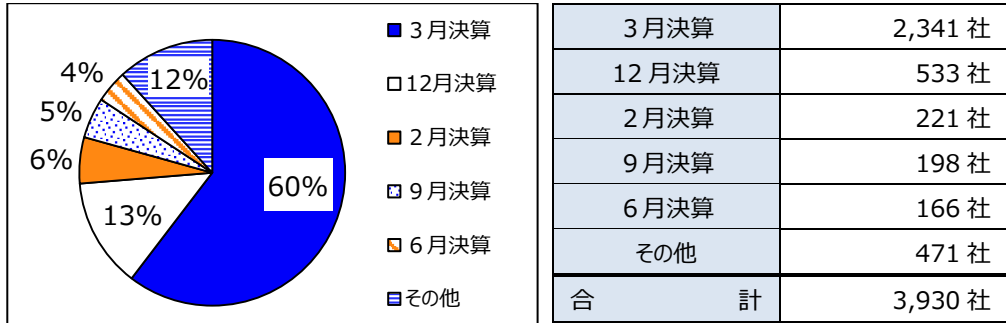 60%
13%
6%
5%
4%
12%
３月決算
12月決算
２月決算
９月決算
６月決算
その他
３月決算 2,341 社
12 月決算 533 社
２月決算 221 社
９月決算 198 社
６月決算 166 社
その他 471 社
合 計 3,930 社